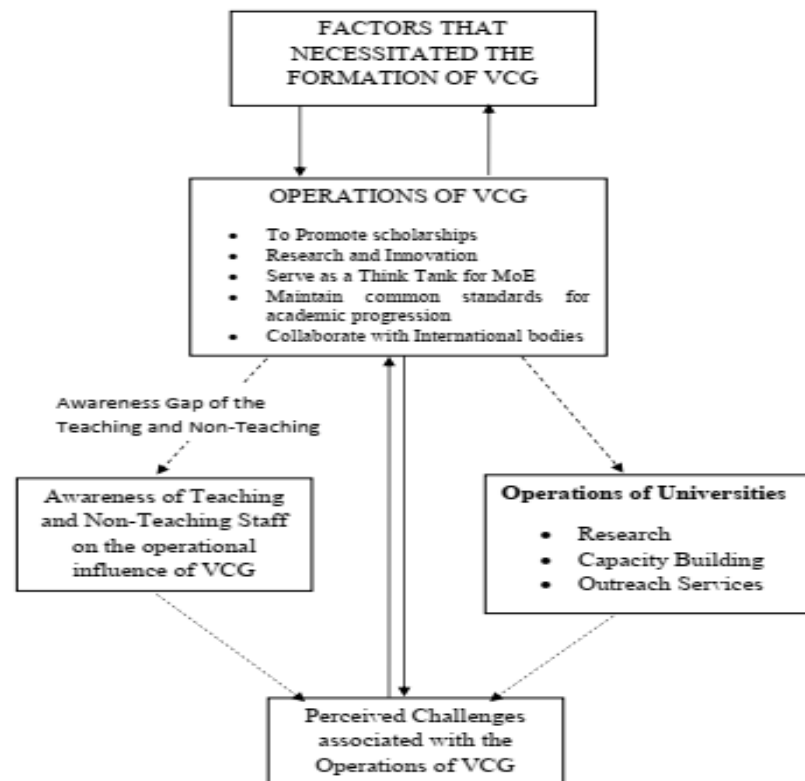 FACTORS THAT
NECESSITATED THE
FORMATION OF VCG
OPERATIONS OF VCG
• To Promote scholarships
• Research and Innovation
• Serve as a Think Tank for MoE
• Maintain common standards for
academic progression
• Collaborate with International bodies
Awareness Gap of the
Teaching and Non-Teaching
Awareness of Teaching
and Non-Teaching Staff
on the operational
influence of VCG
Operations of Universities
• Research
• Capacity Building
• Outreach Services
Perceived Challenges
associated with the
Operations of VCG